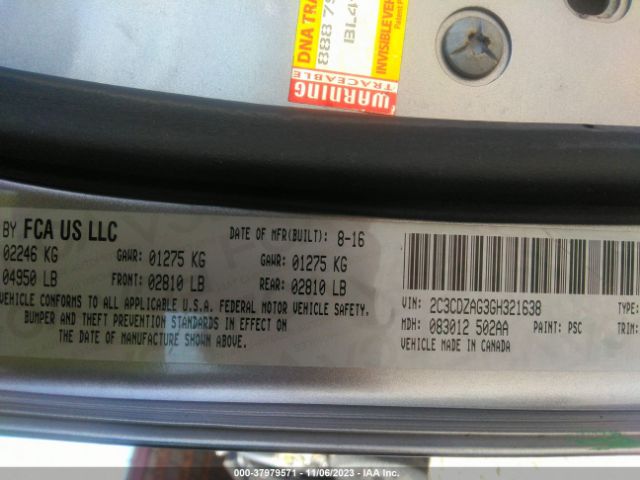 DNA TRA
888 7
BL4
INVISIBLE
Patent
TRACEABLE
WARNING
BY FCA US LLC
DATE OF MFR(BUILT): 8-16
02246 KG GAWR: 01275 KG GAWR: 01275 KG
04950 LB FRONT: 02810 LB REAR: 02810 LB
VEHICLE CONFORMS TO ALL APPLICABLE U.S.A. FEDERAL MOTOR VEHICLE SAFETY,
BUMPER AND THEFT PREVENTION STANDARDS IN EFFECT ON
THE DATE OF MANUFACTURE SHOWN ABOVE.
VIN: 2C3CDZAG3GH321638 TYPE:
MDH: 083012 502AA PAINT: PSC TRIM:
VEHICLE MADE IN CANADA
000-37979571 - 11/06/2023 - IAA Inc.